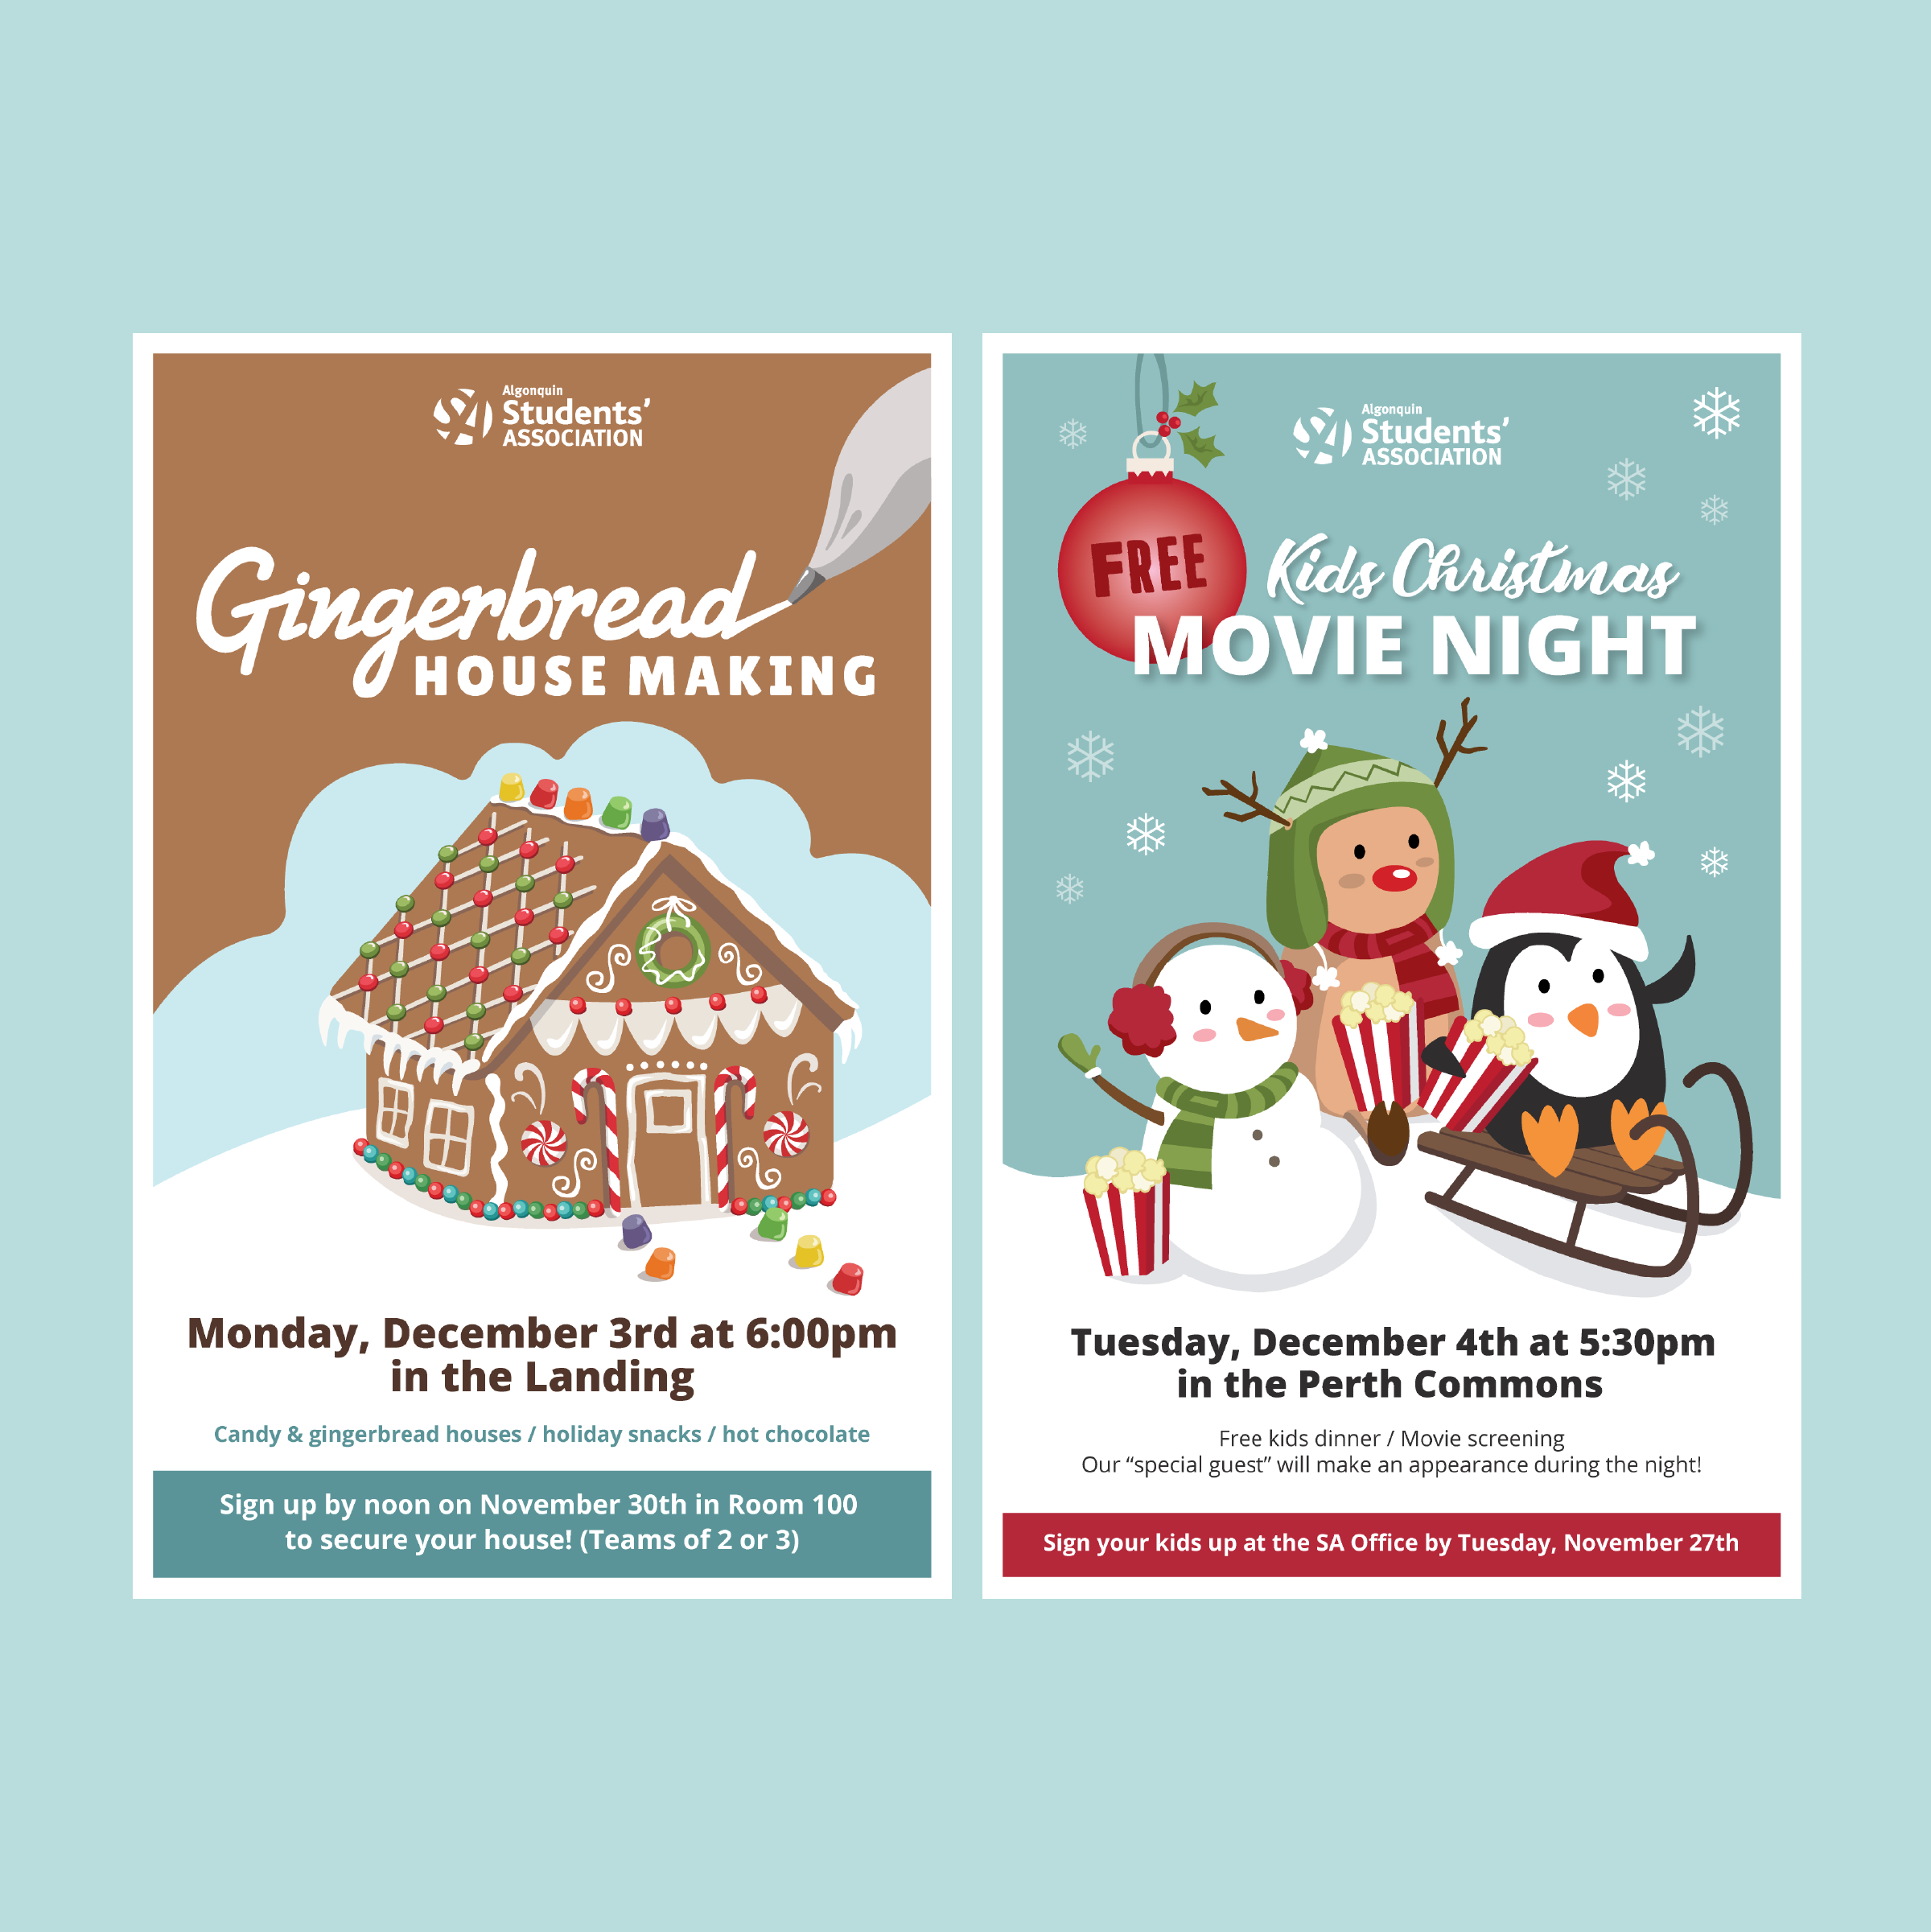 Algonquin
Students'
ASSOCIATION
Gingerbread
HOUSE MAKING
Monday, December 3rd at 6:00pm
in the Landing
Candy & gingerbread houses / holiday snacks / hot chocolate
Sign up by noon on November 30th in Room 100
to secure your house! (Teams of 2 or 3)
Algonquin
Students'
ASSOCIATION
FREE
Kids Christmas
MOVIE NIGHT
Tuesday, December 4th at 5:30pm
in the Perth Commons
Free kids dinner / Movie screening
Our “special guest” will make an appearance during the night!
Sign your kids up at the SA Office by Tuesday, November 27th